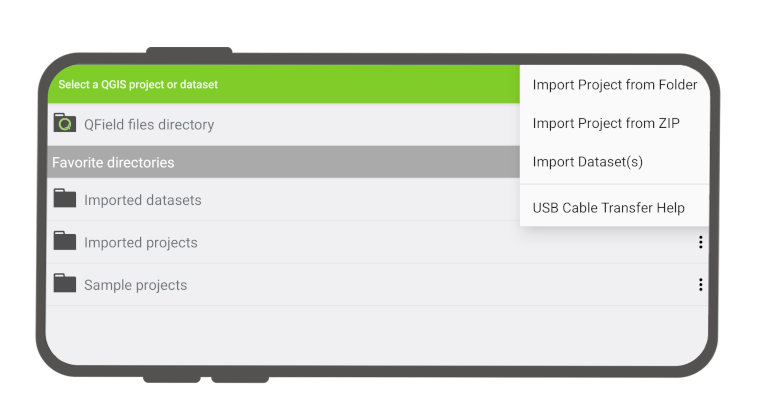 Select a QGIS project or dataset
QField files directory
Favorite directories
Imported datasets
Imported projects
Sample projects
Import Project from Folder
Import Project from ZIP
Import Dataset(s)
USB Cable Transfer Help